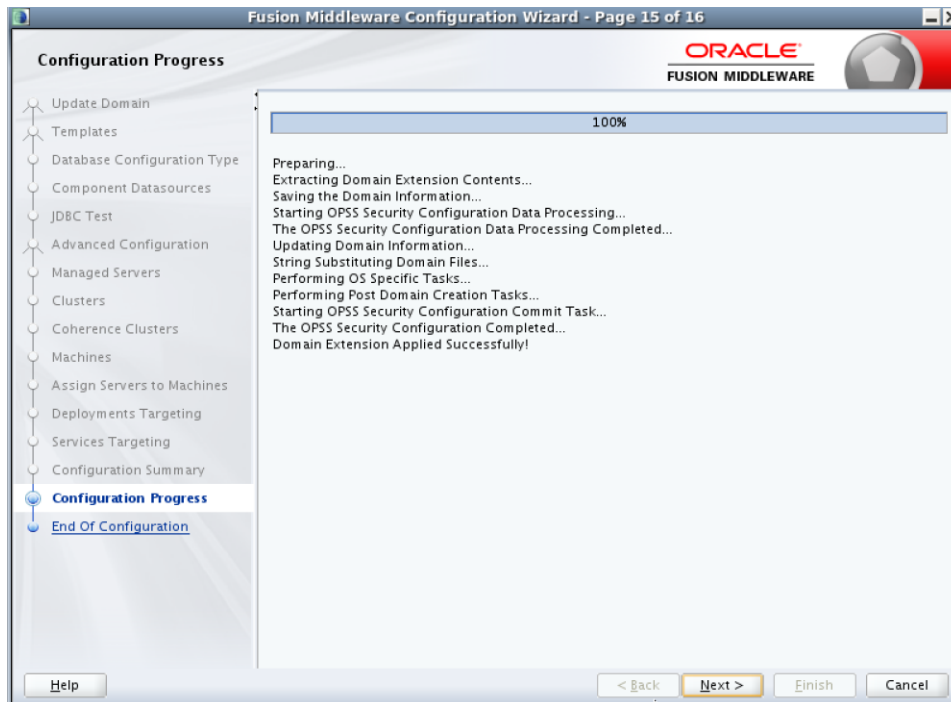 Fusion Middleware Configuration Wizard - Page 15 of 16
Configuration Progress
ORACLE
FUSION MIDDLEWARE
Update Domain
Templates
Database Configuration Type
Component Datasources
JDBC Test
Advanced Configuration
Managed Servers
Clusters
Coherence Clusters
Machines
Assign Servers to Machines
Deployments Targeting
Services Targeting
Configuration Summary
Configuration Progress
End Of Configuration
100%
Preparing...
Extracting Domain Extension Contents...
Saving the Domain Information...
Starting OPSS Security Configuration Data Processing...
The OPSS Security Configuration Data Processing Completed...
Updating Domain Information...
String Substituting Domain Files...
Performing OS Specific Tasks...
Performing Post Domain Creation Tasks...
Starting OPSS Security Configuration Commit Task...
The OPSS Security Configuration Completed...
Domain Extension Applied Successfully!
Help
< Back
Next >
Finish
Cancel